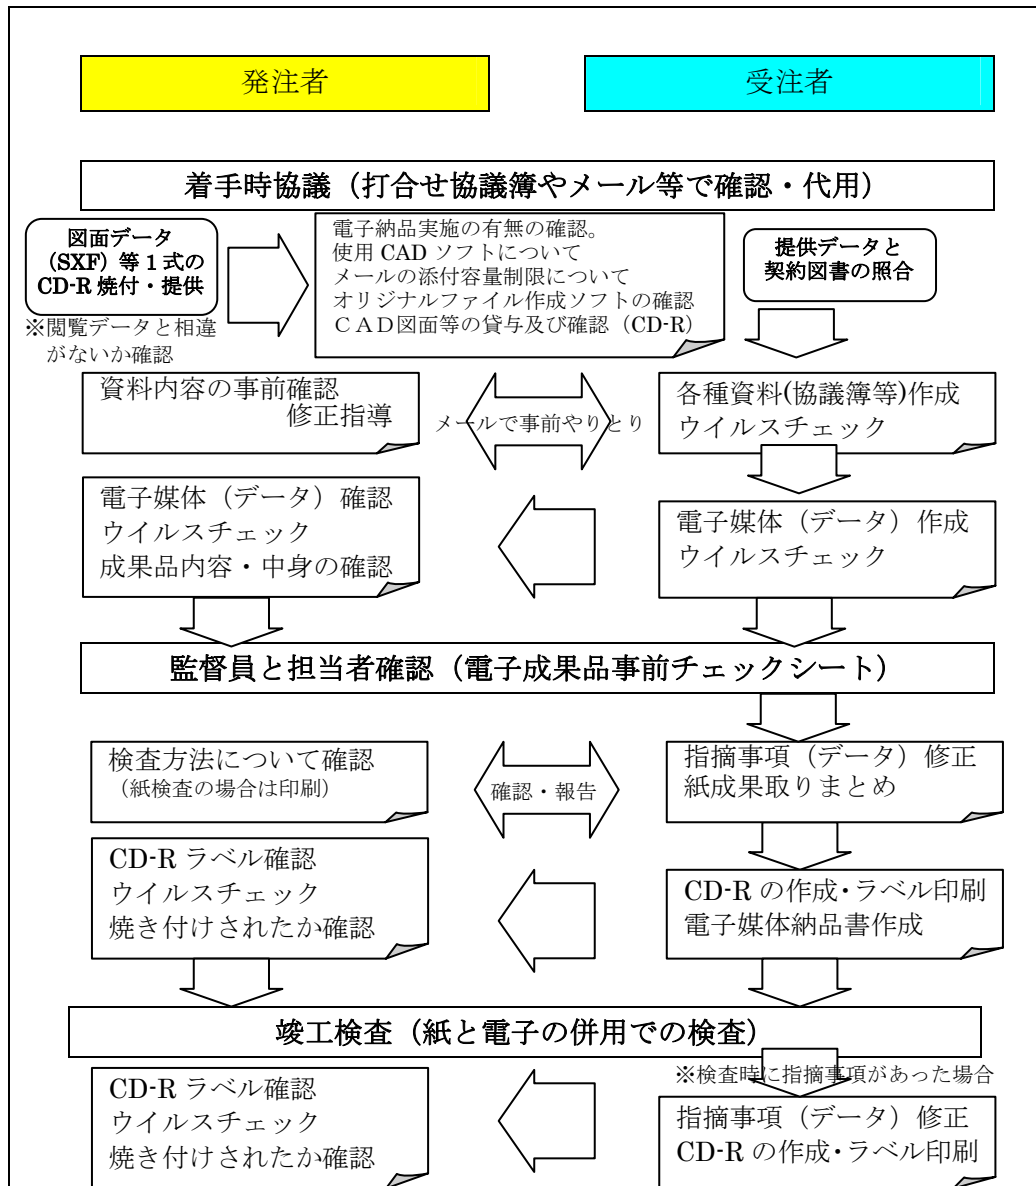 発注者
受注者
着手時協議（打合せ協議簿やメール等で確認・代用）
図面データ
（SXF）等１式の
CD-R 焼付・提供
※閲覧データと相違
がないか確認
電子納品実施の有無の確認。
使用 CAD ソフトについて
メールの添付容量制限について
オリジナルファイル作成ソフトの確認
ＣＡＤ図面等の貸与及び確認（CD-R）
提供データと
契約図書の照合
資料内容の事前確認
修正指導
メールで事前やりとり
各種資料(協議簿等)作成
ウイルスチェック
電子媒体（データ）確認
ウイルスチェック
成果品内容・中身の確認
電子媒体（データ）作成
ウイルスチェック
監督員と担当者確認（電子成果品事前チェックシート）
検査方法について確認
（紙検査の場合は印刷）
確認・報告
指摘事項（データ）修正
紙成果取りまとめ
CD-R ラベル確認
ウイルスチェック
焼き付けされたか確認
CD-R の作成・ラベル印刷
電子媒体納品書作成
竣工検査（紙と電子の併用での検査）
※検査時に指摘事項があった場合
CD-R ラベル確認
ウイルスチェック
焼き付けされたか確認
指摘事項（データ）修正
CD-R の作成・ラベル印刷